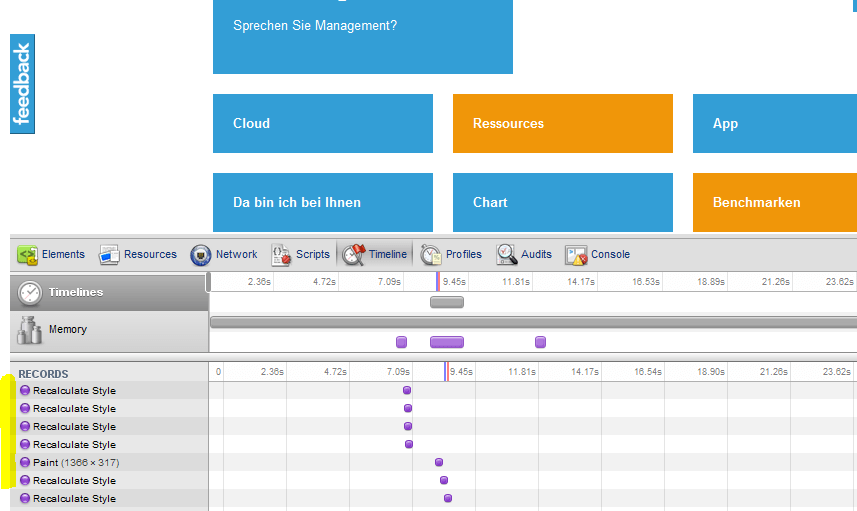 Sprechen Sie Management?
feedback
Cloud
Ressources
App
Da bin ich bei Ihnen
Chart
Benchmarken
Elements Resources Network Scripts Timeline Profiles Audits Console
Timelines
2.36s 4.72s 7.09s 9.45s 11.81s 14.17s 16.53s 18.89s 21.26s 23.62s
Memory
RECORDS
0 2.36s 4.72s 7.09s 9.45s 11.81s 14.17s 16.54s 18.90s 21.26s 23.62s
Recalculate Style
Recalculate Style
Recalculate Style
Recalculate Style
Paint (1366 × 317)
Recalculate Style
Recalculate Style